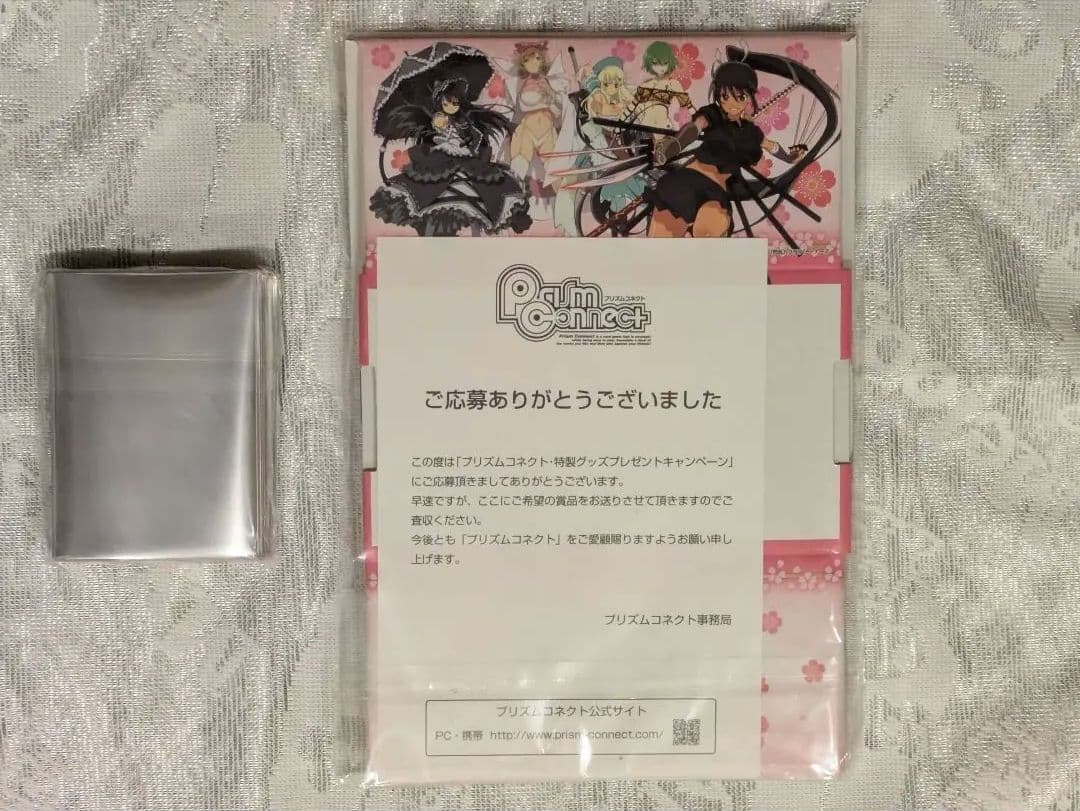 Prism
プリズムコネクト
Connect
ご応募ありがとうございました
この度は「プリズムコネクト・特製グッズプレゼントキャンペーン」
にご応募頂きましてありがとうございます。
早速ですが、ここにご希望の賞品をお送りさせて頂きますのでご
査収ください。
今後とも「プリズムコネクト」をご愛顧賜りますようお願い申し
上げます。
プリズムコネクト事務局
プリズムコネクト公式サイト
PC・携帯 http://www.prism-connect.com/